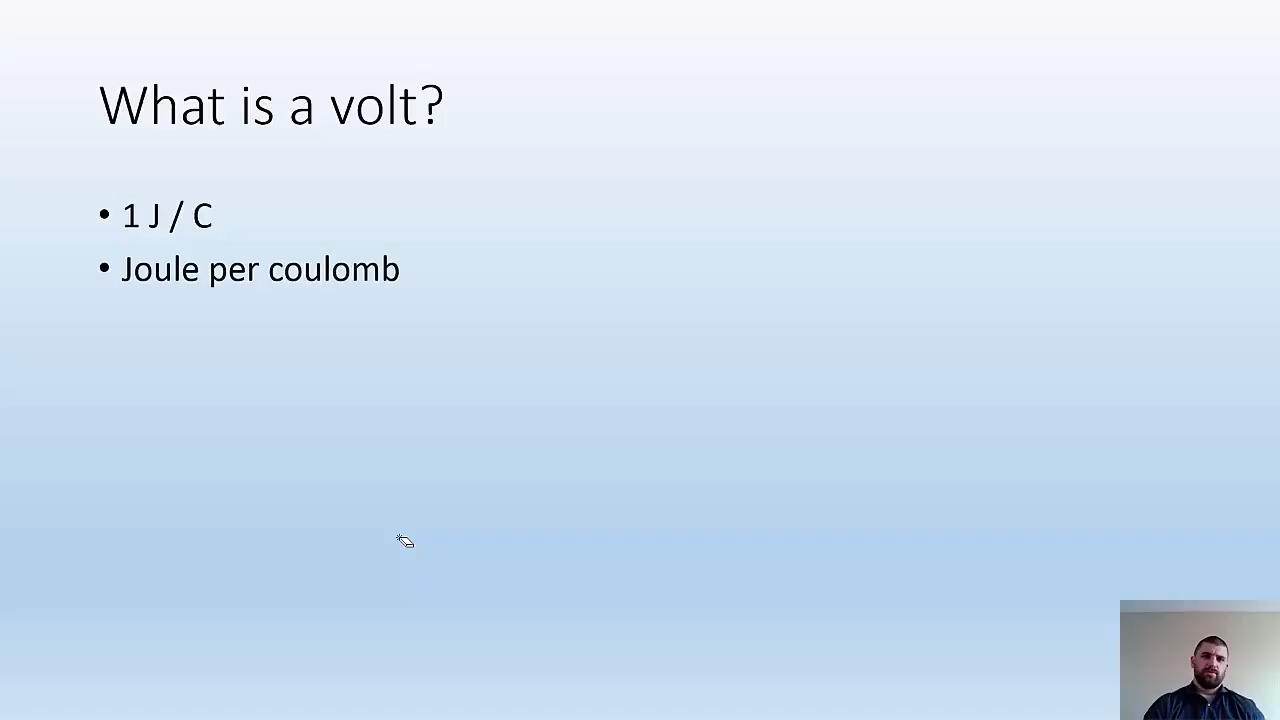 What is a volt?
• 1 J / C
• Joule per coulomb